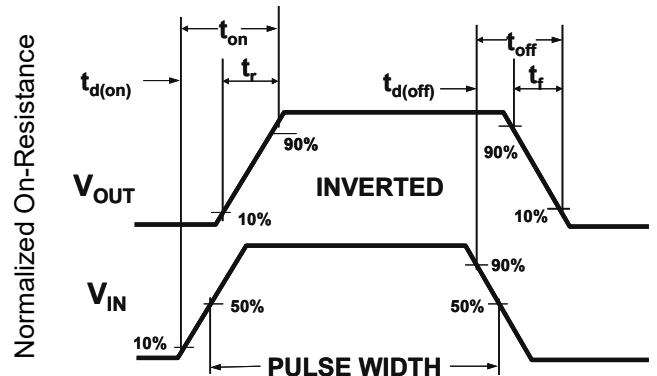 Normalized On-Resistance
t_on
t_off
t_d(on)
t_r
t_d(off)
t_f
90%
90%
V_OUT
INVERTED
10%
10%
90%
V_IN
50%
50%
10%
PULSE WIDTH